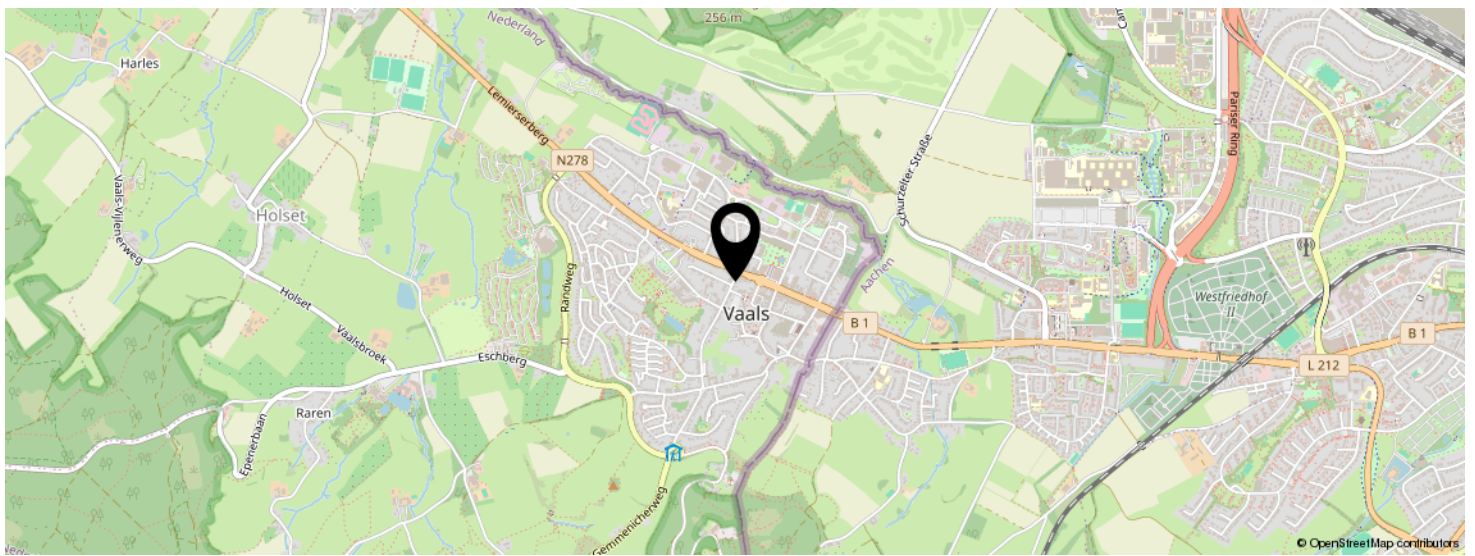 Nederland
256 m
Harles
Lemierserberg
N278
Pariser Ring
Schurzelter Straße
Vaals-Vijlenerweg
Holset
Aachen
Holset
Randweg
Westfriedhof
II
Vaals
B 1
B 1
Vaalsbroek
Eschberg
L 212
Raren
Epenerbaan
Gemmenicherweg
© OpenStreetMap contributors